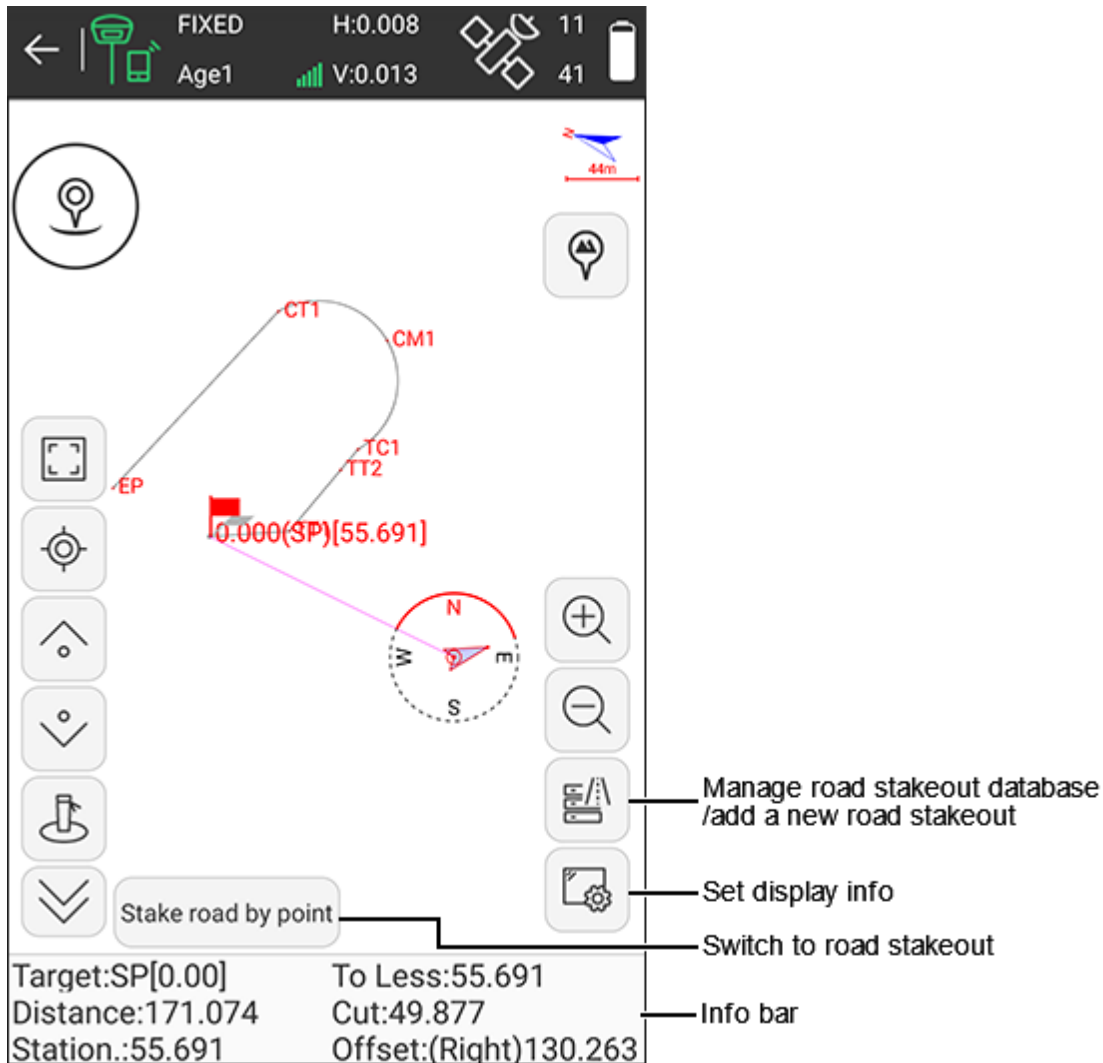 FIXED H:0.008 11
Age1 V:0.013 41
N
44m
CT1
CM1
TC1
TT2
EP
0.000(SP)[55.691]
N
W E
S
Manage road stakeout database
/add a new road stakeout
Set display info
Stake road by point
Switch to road stakeout
Target:SP[0.00] To Less:55.691
Distance:171.074 Cut:49.877
Info bar
Station.:55.691 Offset:(Right)130.263